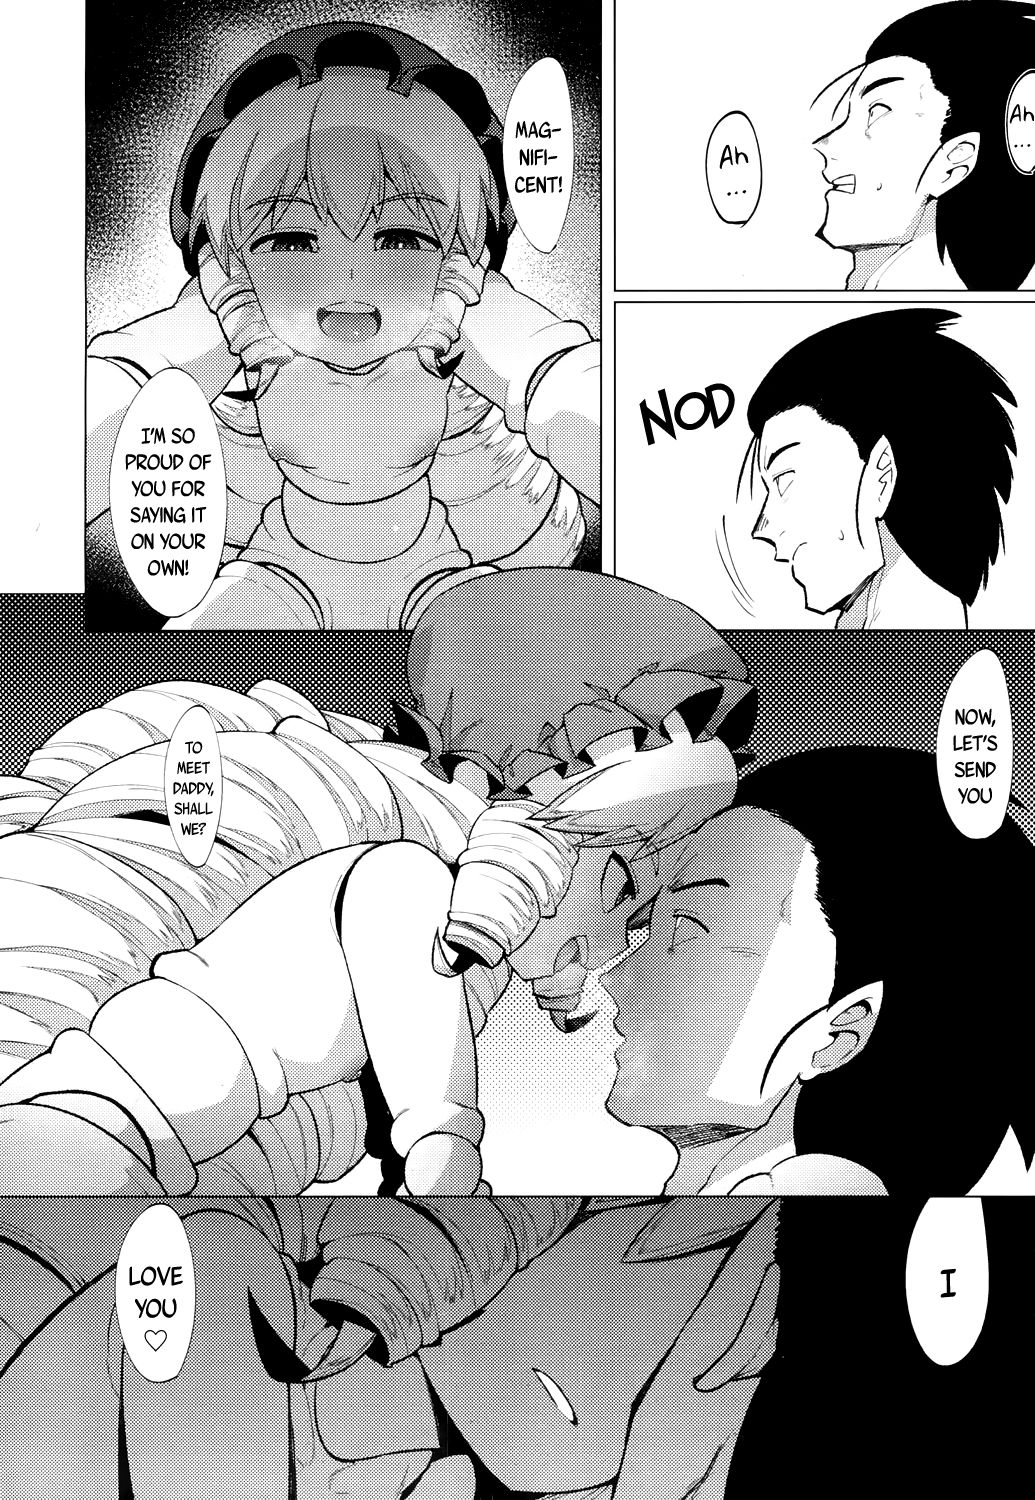 Ah
...
Ah
...
NOD
MAG-
NIFI-
CENT!
I'M SO
PROUD OF
YOU FOR
SAYING IT
ON YOUR
OWN!
NOW,
LET'S
SEND
YOU
TO
MEET
DADDY,
SHALL
WE?
I
LOVE
YOU
♡